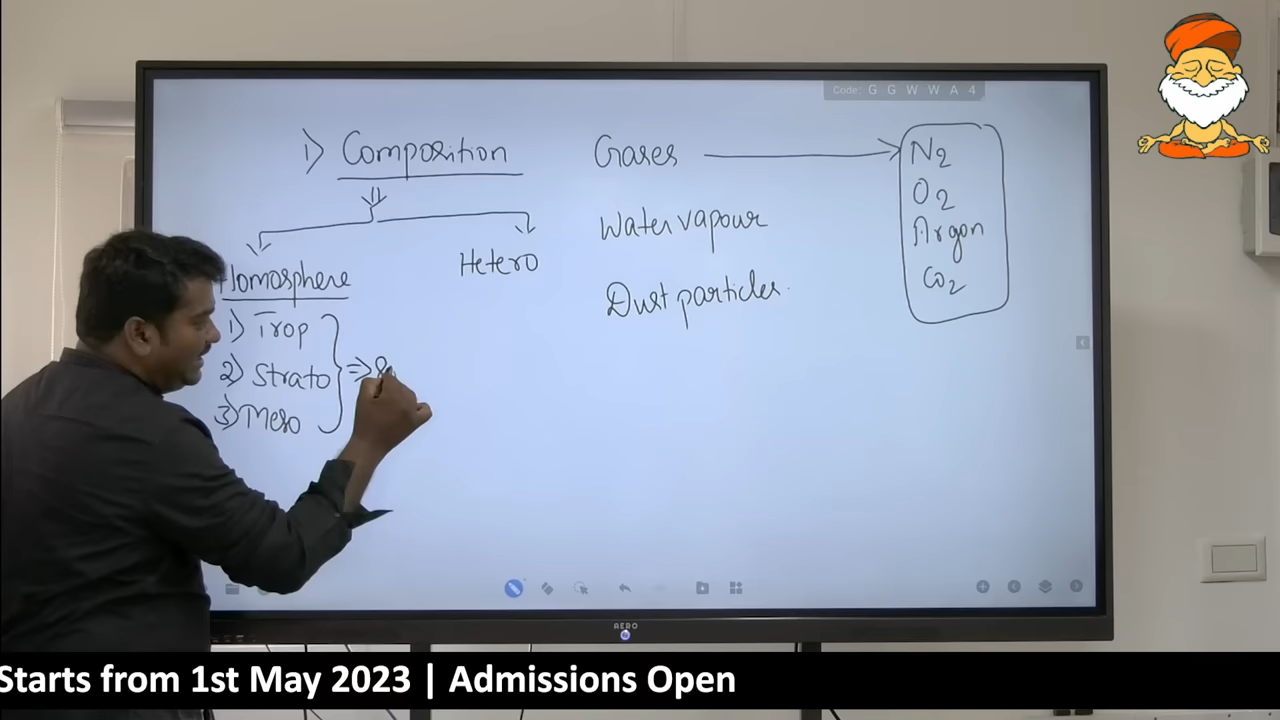 Code: G G W W A 4
1) Composition
Gases
N2
O2
Argon
CO2
Water vapour
Dust particles.
Homosphere
Hetero
1) Trop
2) Strato
3) Meso
=> 8
AERO
Starts from 1st May 2023 | Admissions Open